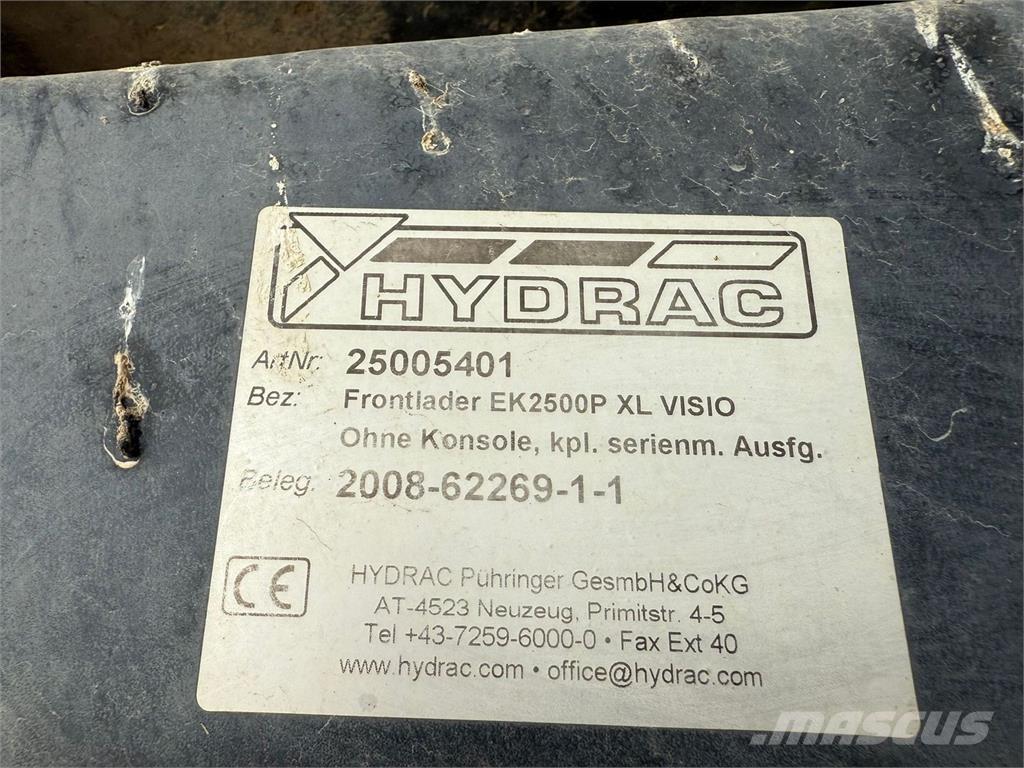 HYDRAC
ArtNr: 25005401
Bez: Frontlader EK2500P XL VISIO
Ohne Konsole, kpl. serienm. Ausfg.
Beleg. 2008-62269-1-1
CE
HYDRAC Pühringer GesmbH&CoKG
AT-4523 Neuzeug, Primitstr. 4-5
Tel +43-7259-6000-0 • Fax Ext 40
www.hydrac.com • office@hydrac.com
MASCUS